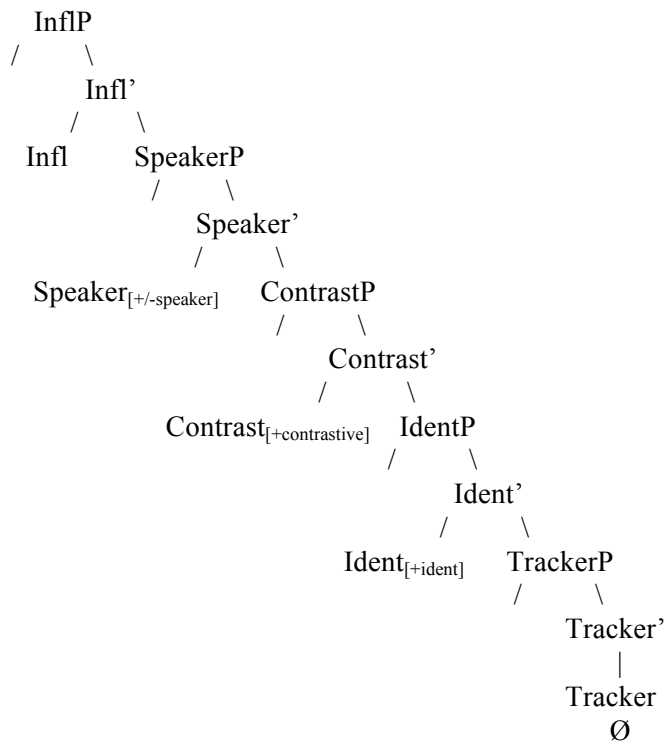 InflP
/ \
Infl’
/ \
Infl SpeakerP
/ \
Speaker’
/ \
Speaker[+/-speaker] ContrastP
/ \
Contrast’
/ \
Contrast[+contrastive] IdentP
/ \
Ident’
/ \
Ident[+ident] TrackerP
/ \
Tracker’
|
Tracker
Ø